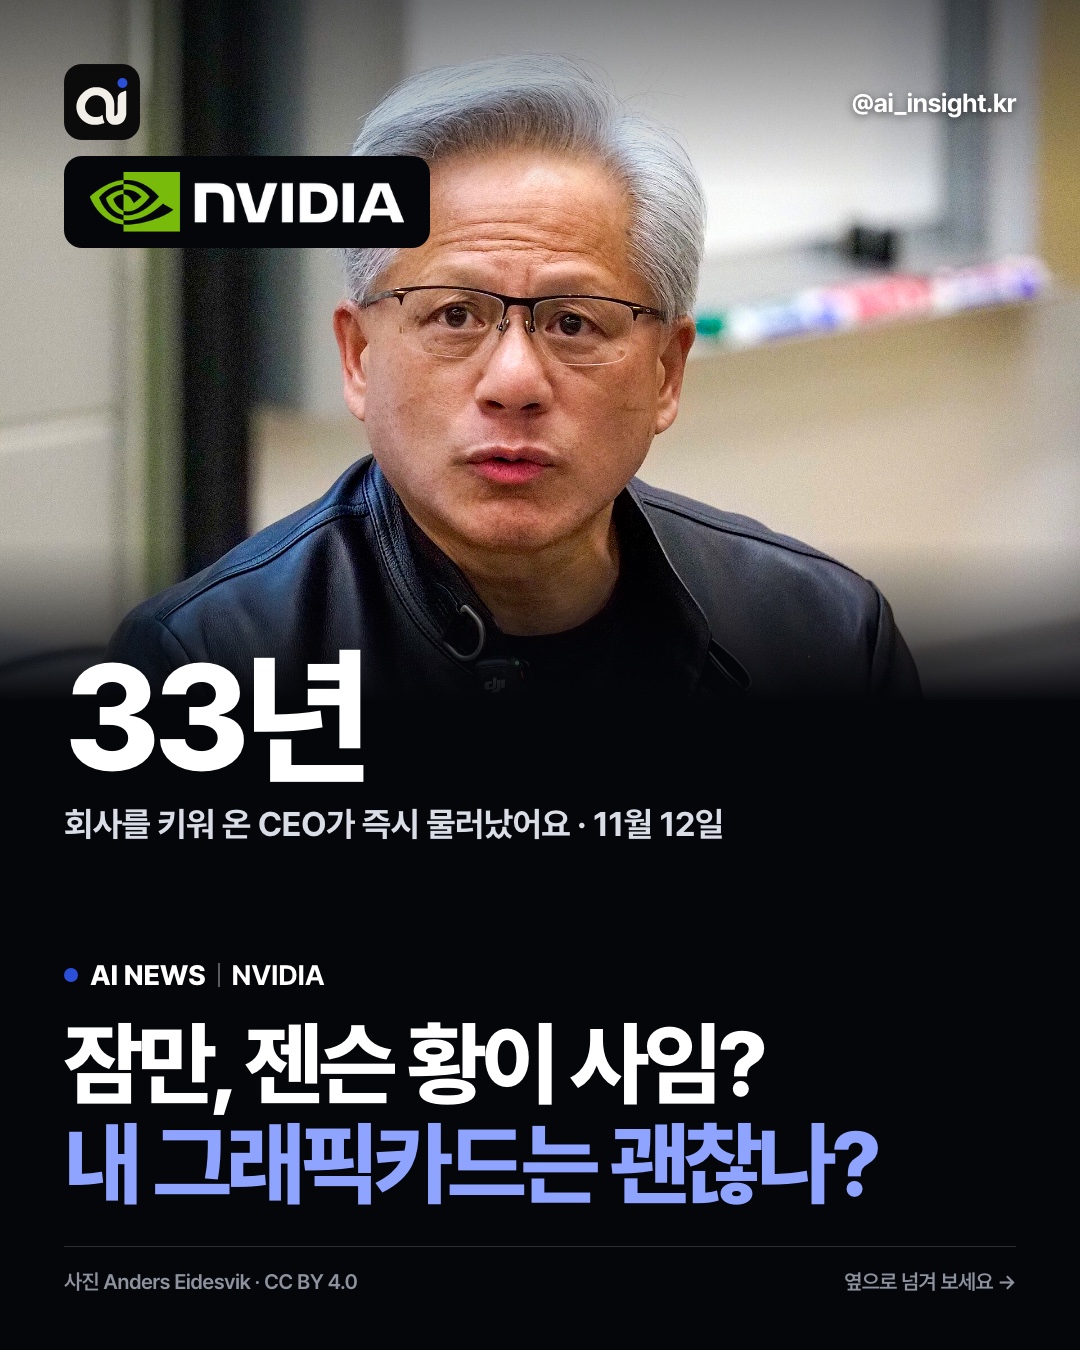 ai
@ai_insight.kr
NVIDIA
dji
33년
회사를 키워 온 CEO가 즉시 물러났어요 · 11월 12일
AI NEWS | NVIDIA
잠만, 젠슨 황이 사임?
내 그래픽카드는 괜찮나?
사진 Anders Eidesvik · CC BY 4.0
옆으로 넘겨 보세요 →